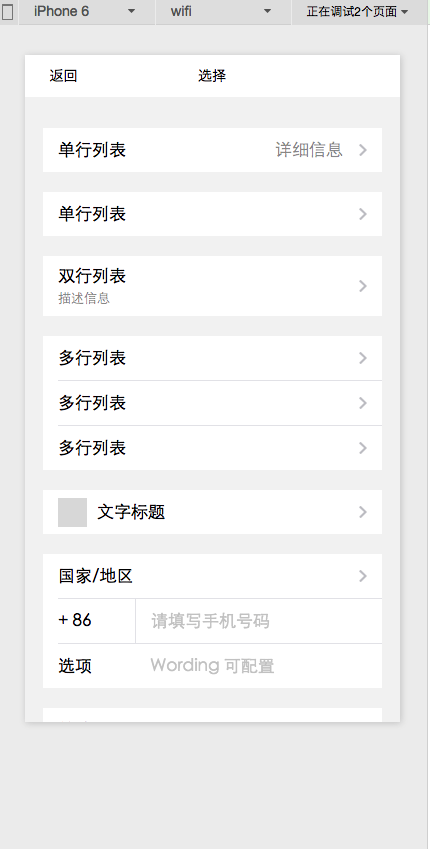 iPhone 6 wifi 正在调试2个页面
返回 选择
单行列表 详细信息
单行列表
双行列表
描述信息
多行列表
多行列表
多行列表
文字标题
国家/地区
+ 86 请填写手机号码
选项 Wording 可配置